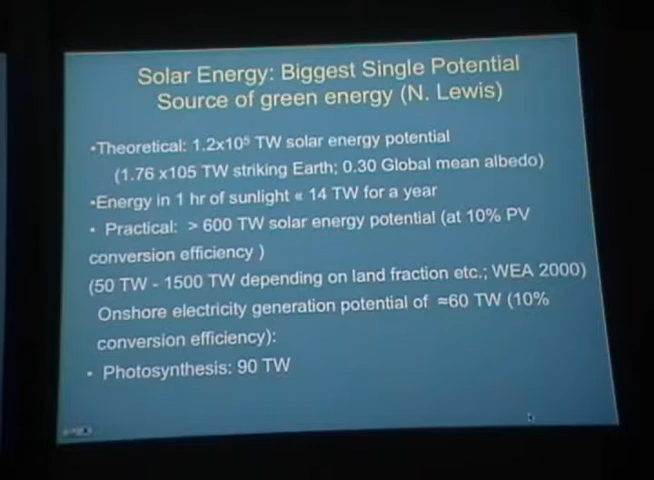 Solar Energy: Biggest Single Potential
Source of green energy (N. Lewis)
•Theoretical: 1.2x10⁵ TW solar energy potential
(1.76 x105 TW striking Earth; 0.30 Global mean albedo)
•Energy in 1 hr of sunlight « 14 TW for a year
• Practical: > 600 TW solar energy potential (at 10% PV
conversion efficiency )
(50 TW - 1500 TW depending on land fraction etc.; WEA 2000)
Onshore electricity generation potential of ≈60 TW (10%
conversion efficiency):
• Photosynthesis: 90 TW